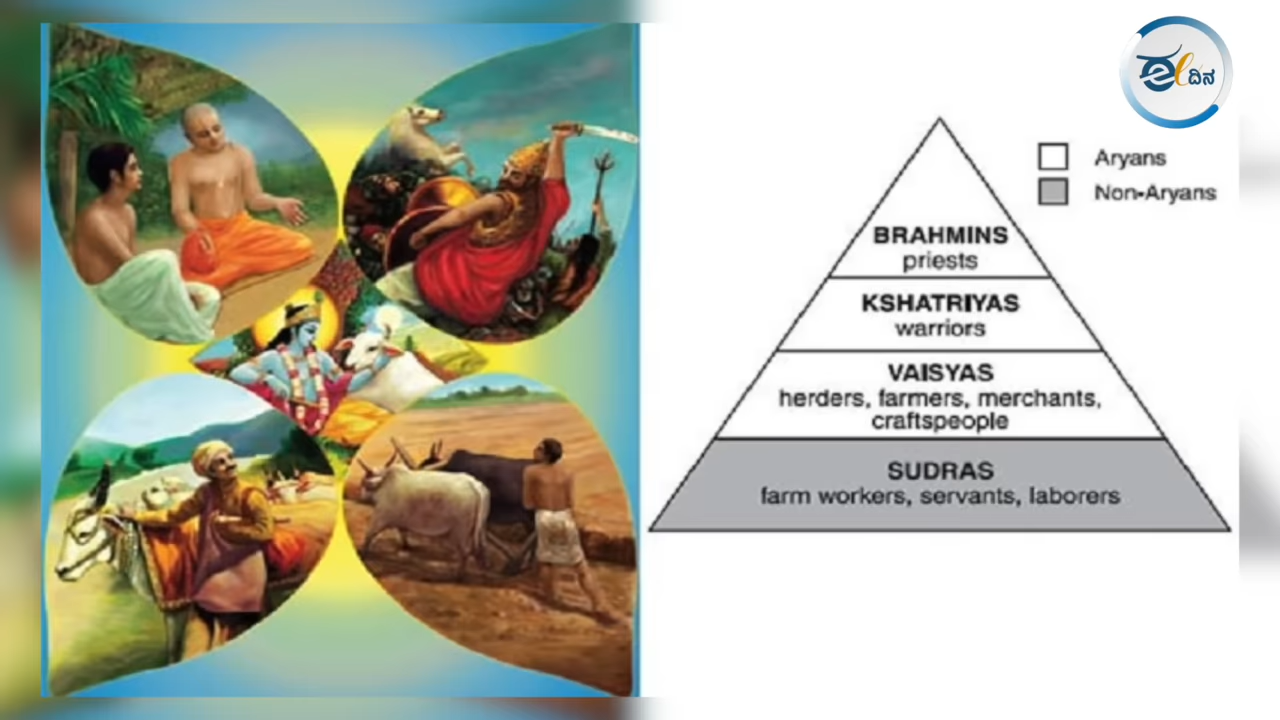 ಈ ದಿನ
Aryans
Non-Aryans
BRAHMINS
priests
KSHATRIYAS
warriors
VAISYAS
herders, farmers, merchants,
craftspeople
SUDRAS
farm workers, servants, laborers